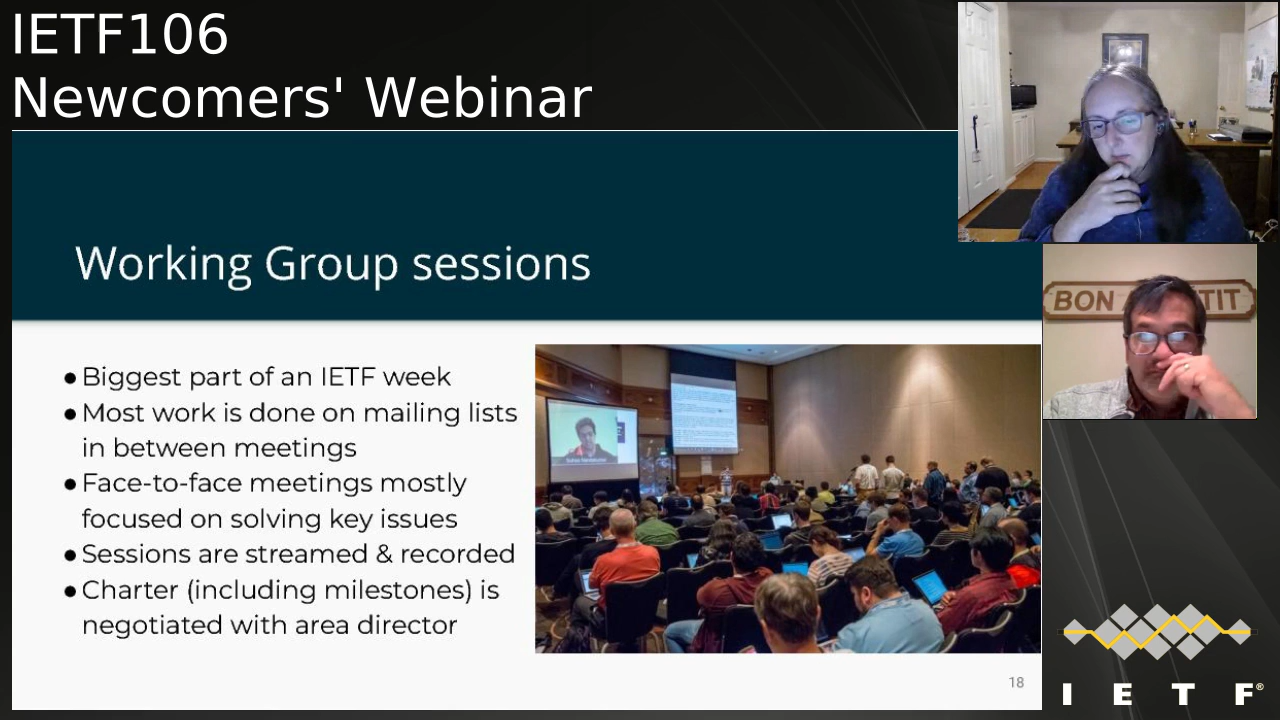 IETF106
Newcomers' Webinar
Working Group sessions
● Biggest part of an IETF week
● Most work is done on mailing lists
in between meetings
● Face-to-face meetings mostly
focused on solving key issues
● Sessions are streamed & recorded
● Charter (including milestones) is
negotiated with area director
18
BON TIT
I E T F®